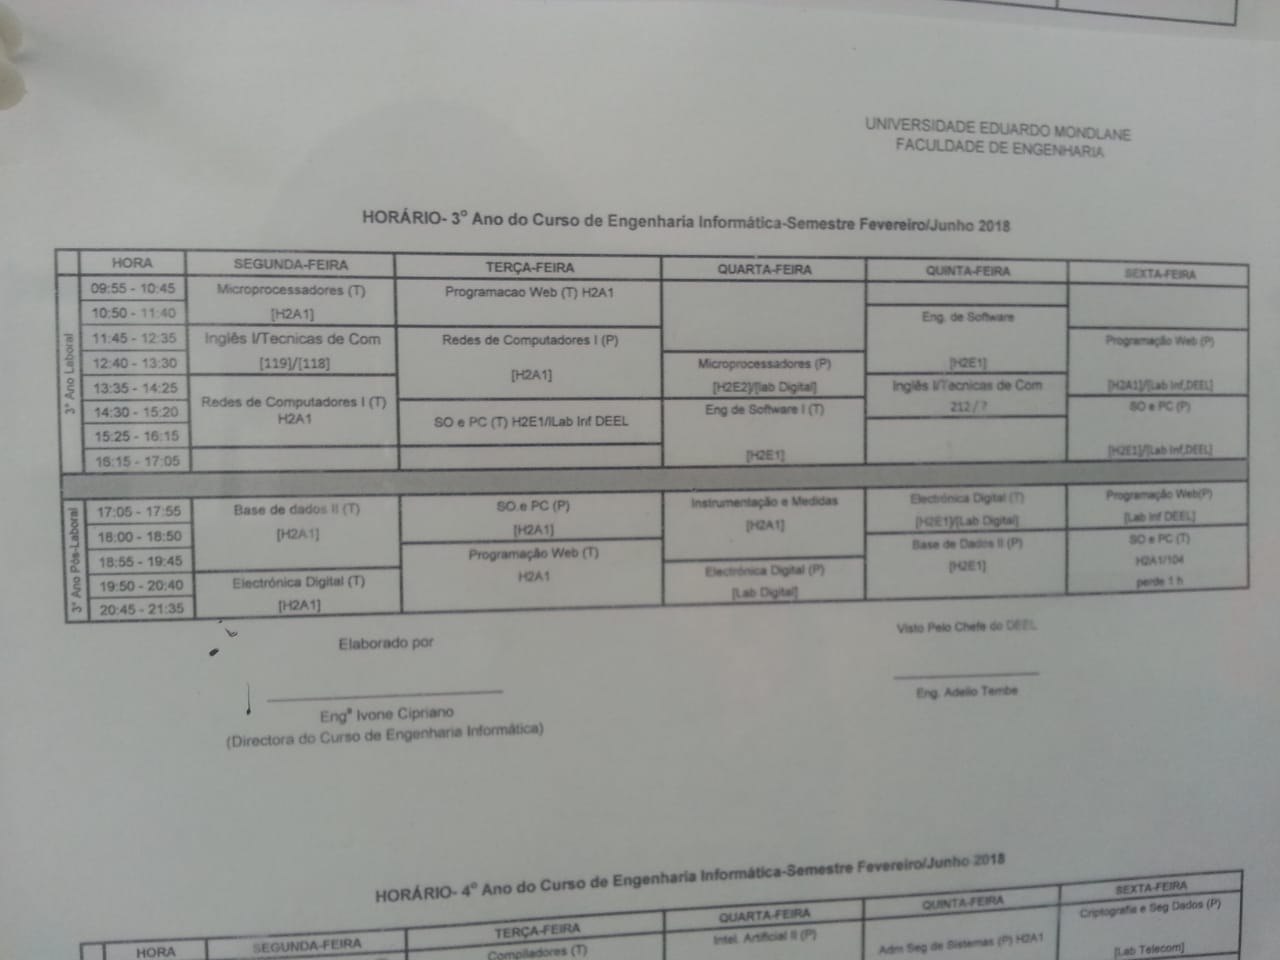 UNIVERSIDADE EDUARDO MONDLANE
FACULDADE DE ENGENHARIA
HORÁRIO- 3º Ano do Curso de Engenharia Informática-Semestre Fevereiro/Junho 2018
HORA SEGUNDA-FEIRA TERÇA-FEIRA QUARTA-FEIRA QUINTA-FEIRA SEXTA-FEIRA
3º Ano Laboral
09:55 - 10:45 Microprocessadores (T) Programacao Web (T) H2A1
10:50 - 11:40 [H2A1] Eng. de Software
11:45 - 12:35 Inglês I/Tecnicas de Com Redes de Computadores I (P) Programação Web (P)
12:40 - 13:30 [119]/[118] [H2A1] Microprocessadores (P) [H2E1]
13:35 - 14:25 Redes de Computadores I (T) [H2E2]/[lab Digital] Inglês I/Tecnicas de Com [H2A1]/[Lab Inf,DEEL]
14:30 - 15:20 H2A1 SO e PC (T) H2E1/lLab Inf DEEL Eng de Software I (T) 212 / ? SO e PC (P)
15:25 - 16:15
16:15 - 17:05 [H2E1] [H2E1]/[Lab Inf,DEEL]
3º Ano Pós-Laboral
17:05 - 17:55 Base de dados II (T) SO e PC (P) Instrumentação e Medidas Electrónica Digital (T) Programação Web(P)
18:00 - 18:50 [H2A1] [H2A1] [H2A1] [H2E1]/[Lab Digital] [Lab Inf DEEL]
18:55 - 19:45 Programação Web (T) Base de Dados II (P) SO e PC (T)
19:50 - 20:40 Electrónica Digital (T) H2A1 Electrónica Digital (P) [H2E1] H2A1/104
20:45 - 21:35 [H2A1] [Lab Digital] perde 1 h
Elaborado por
Visto Pelo Chefe do DEEL
Engª Ivone Cipriano
Eng. Adelio Tembe
(Directora do Curso de Engenharia Informática)
HORÁRIO- 4º Ano do Curso de Engenharia Informática-Semestre Fevereiro/Junho 2018
HORA SEGUNDA-FEIRA TERÇA-FEIRA QUARTA-FEIRA QUINTA-FEIRA SEXTA-FEIRA
Compiladores (T) Intel. Artificial II (P) Adm Seg de Sistemas (P) H2A1 Criptografia e Seg Dados (P)
[Lab Telecom]